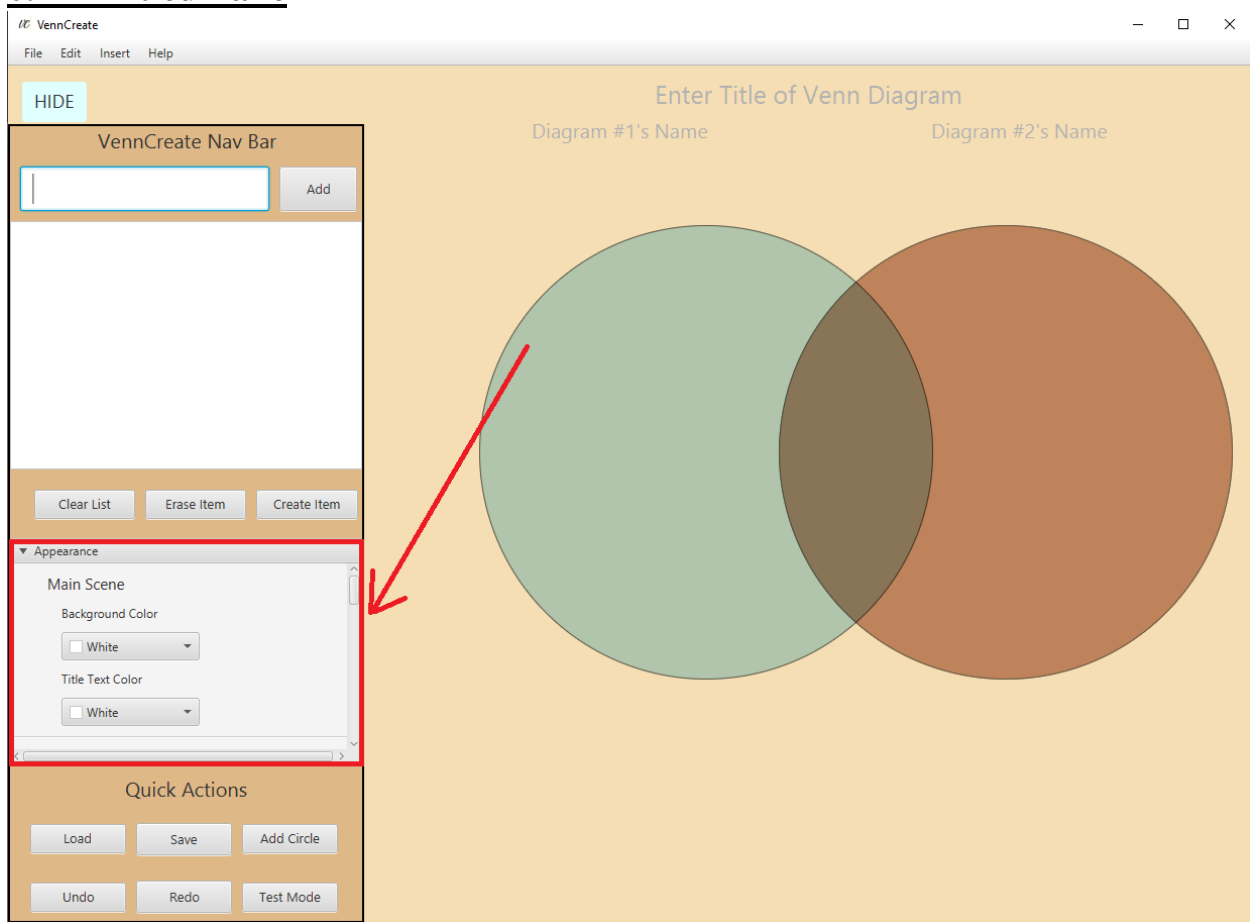 VC VennCreate
File Edit Insert Help
HIDE
Enter Title of Venn Diagram
Diagram #1's Name Diagram #2's Name
VennCreate Nav Bar
Add
Clear List Erase Item Create Item
Appearance
Main Scene
Background Color
White
Title Text Color
White
Quick Actions
Load Save Add Circle
Undo Redo Test Mode